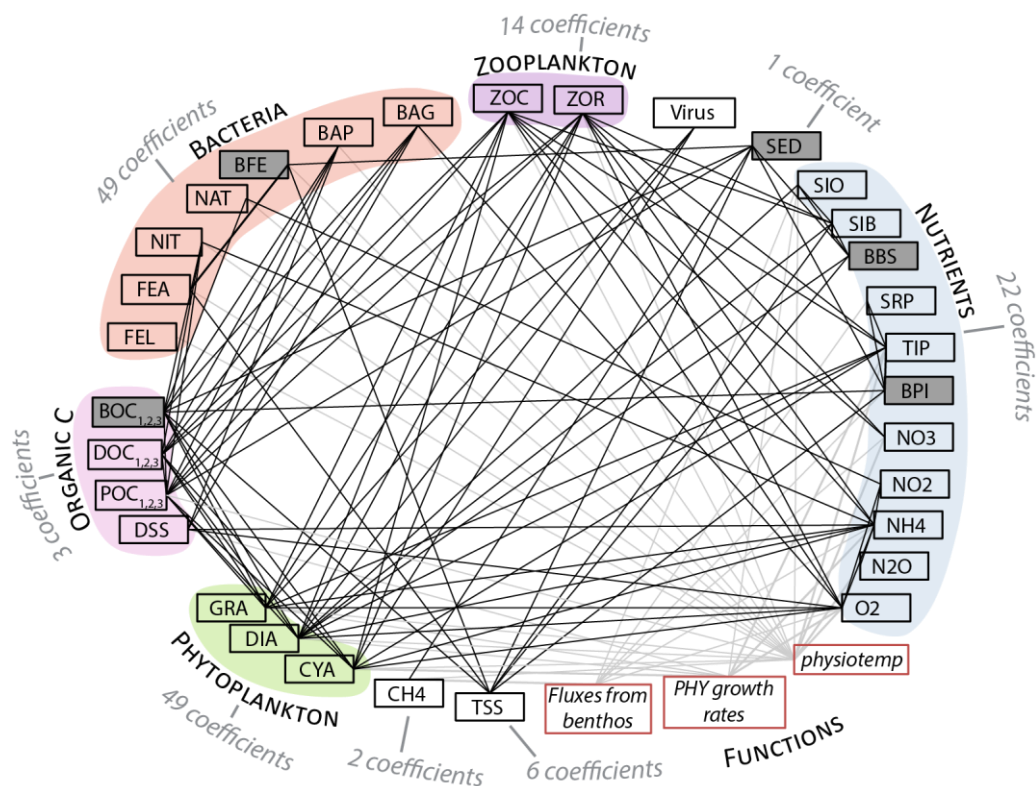 14 coefficients
ZOOPLANKTON
ZOC
ZOR
Virus
1 coefficient
SED
49 coefficients
BACTERIA
BAG
BAP
BFE
NAT
NIT
FEA
FEL
SIO
SIB
BBS
NUTRIENTS
22 coefficients
SRP
TIP
BPI
NO3
NO2
NH4
N2O
O2
ORGANIC C
3 coefficients
BOC1,2,3
DOC1,2,3
POC1,2,3
DSS
GRA
DIA
CYA
PHYTOPLANKTON
49 coefficients
CH4
2 coefficients
TSS
6 coefficients
Fluxes from
benthos
PHY growth
rates
physiotemp
FUNCTIONS